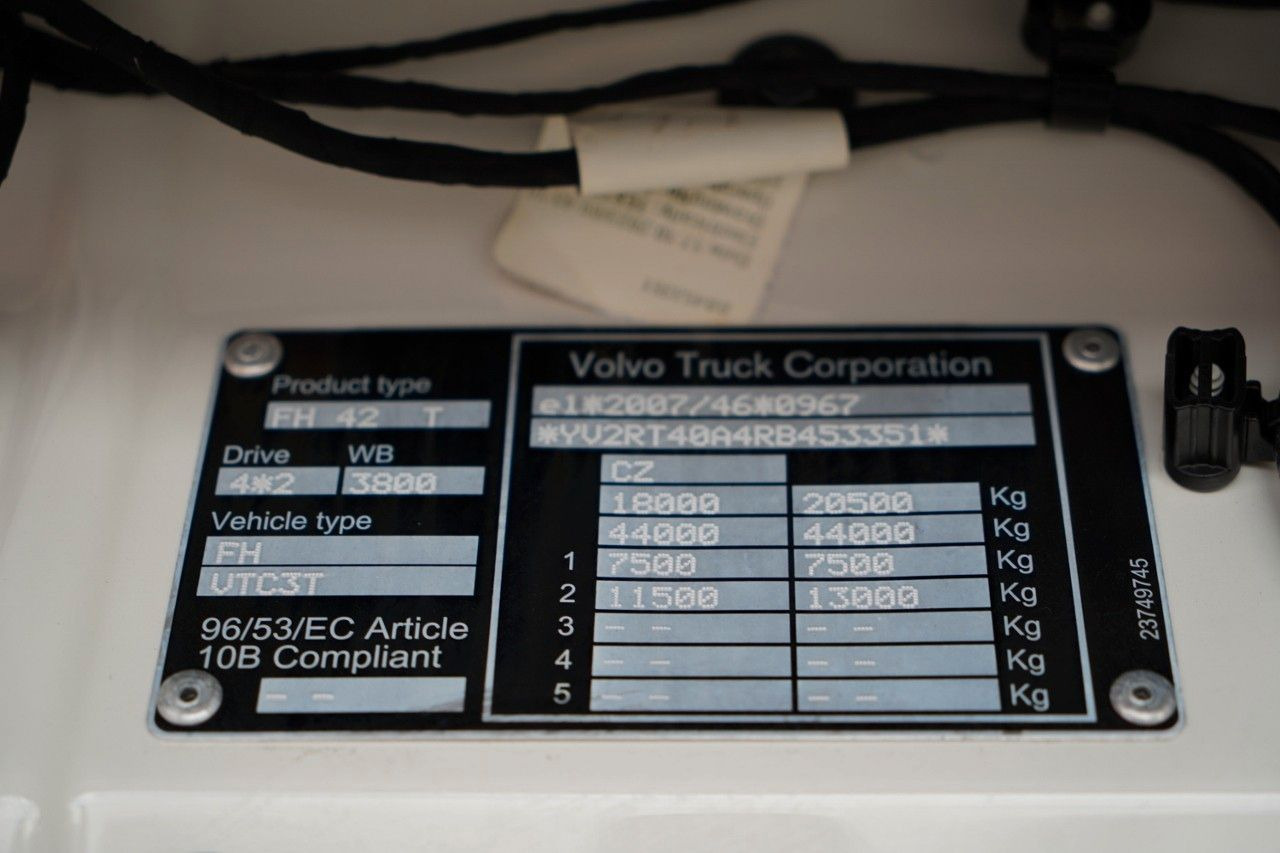 Product type
FH 42 T
Drive WB
4*2 3800
Vehicle type
FH
VTC3T
96/53/EC Article
10B Compliant
-- --
Volvo Truck Corporation
e1*2007/46*0967
*YV2RT40A4RB453351*
CZ
18000 20500 Kg
44000 44000 Kg
1 7500 7500 Kg
2 11500 13000 Kg
3 -- -- -- -- Kg
4 -- -- -- -- Kg
5 -- -- -- -- Kg
23749745